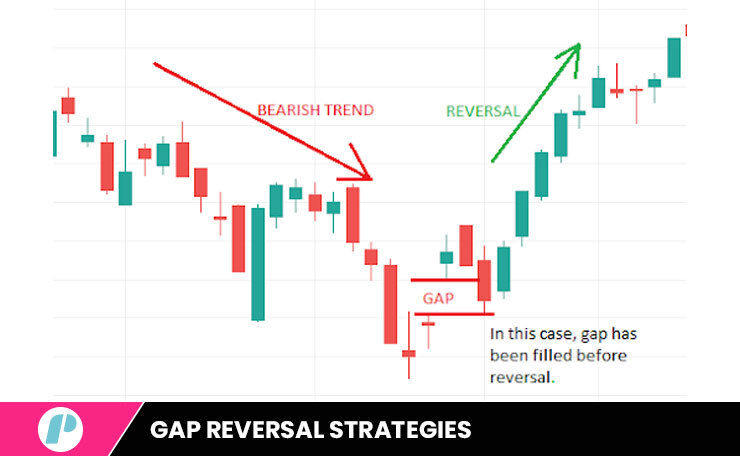 BEARISH TREND
REVERSAL
GAP
In this case, gap has
been filled before
reversal.
GAP REVERSAL STRATEGIES